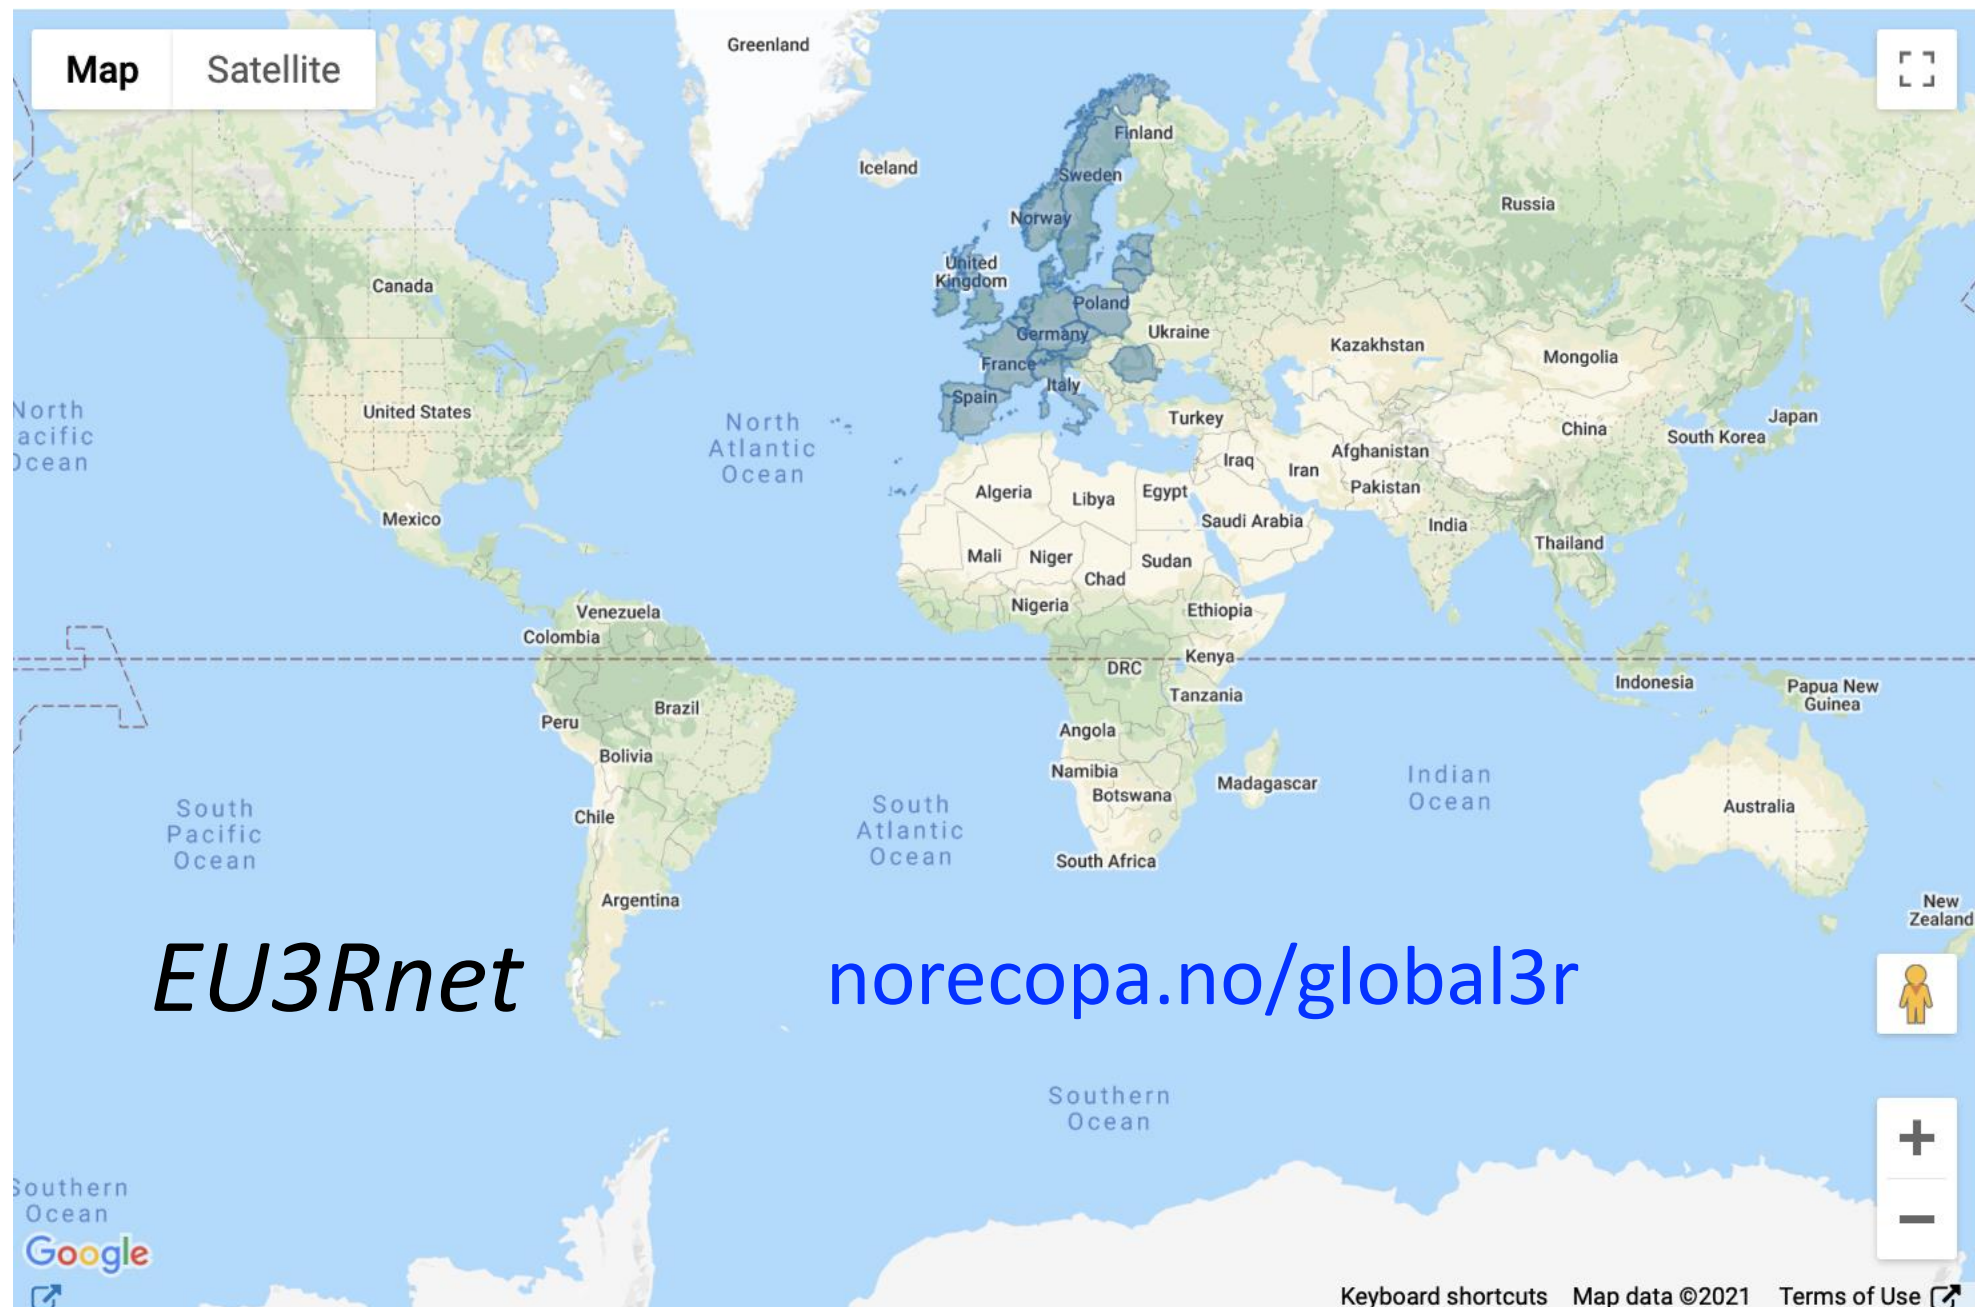 Map Satellite
Greenland
Iceland
Finland
Sweden
Norway
Russia
United
Kingdom
Canada
Poland
Germany
Ukraine
France
Kazakhstan
Mongolia
Italy
Spain
United States
North
acific
Ocean
North
Atlantic
Ocean
Turkey
Japan
China
South Korea
Afghanistan
Iraq
Iran
Pakistan
Algeria
Libya
Egypt
Mexico
Saudi Arabia
India
Thailand
Mali
Niger
Sudan
Chad
Nigeria
Ethiopia
Venezuela
Colombia
Kenya
DRC
Indonesia
Papua New
Guinea
Tanzania
Brazil
Peru
Angola
Bolivia
Namibia
Botswana
Madagascar
Indian
Ocean
South
Pacific
Ocean
South
Atlantic
Ocean
Chile
Australia
South Africa
Argentina
New
Zealand
EU3Rnet
norecopa.no/global3r
Southern
Ocean
Southern
Ocean
Google
Keyboard shortcuts Map data ©2021 Terms of Use